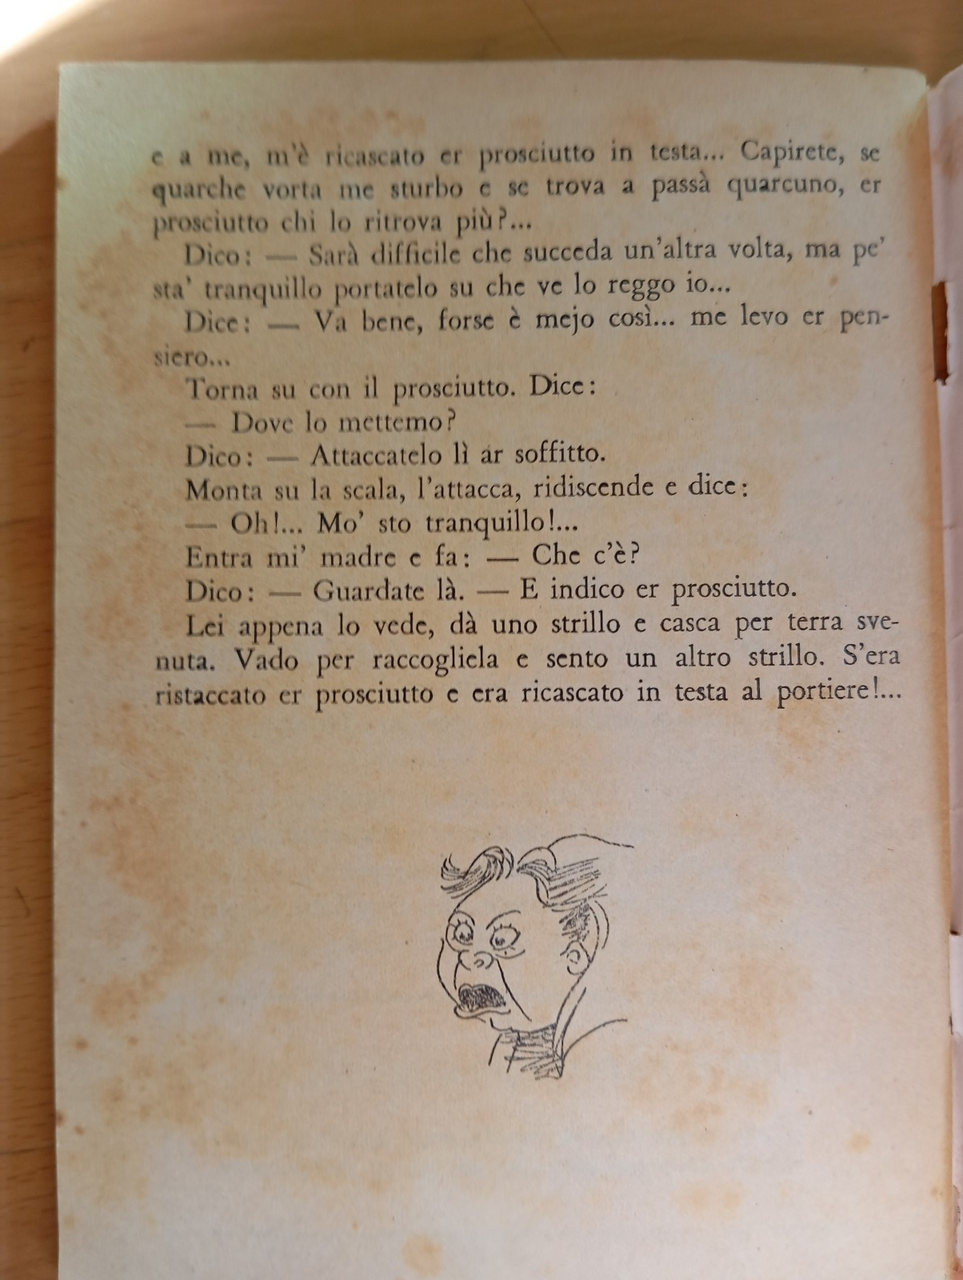 e a me, m'è ricascato er prosciutto in testa... Capirete, se
quarche vorta me sturbo e se trova a passà quarcuno, er
prosciutto chi lo ritrova più?...
Dico: — Sarà difficile che succeda un'altra volta, ma pe'
sta' tranquillo portatelo su che ve lo reggo io...
Dice: — Va bene, forse è mejo così... me levo er pen-
siero...
Torna su con il prosciutto. Dice:
— Dove lo mettemo?
Dico: — Attaccatelo lì ar soffitto.
Monta su la scala, l'attacca, ridiscende e dice:
— Oh!... Mo' sto tranquillo!...
Entra mi' madre e fa: — Che c'è?
Dico: — Guardate là. — E indico er prosciutto.
Lei appena lo vede, dà uno strillo e casca per terra sve-
nuta. Vado per raccogliela e sento un altro strillo. S'era
ristaccato er prosciutto e era ricascato in testa al portiere!...